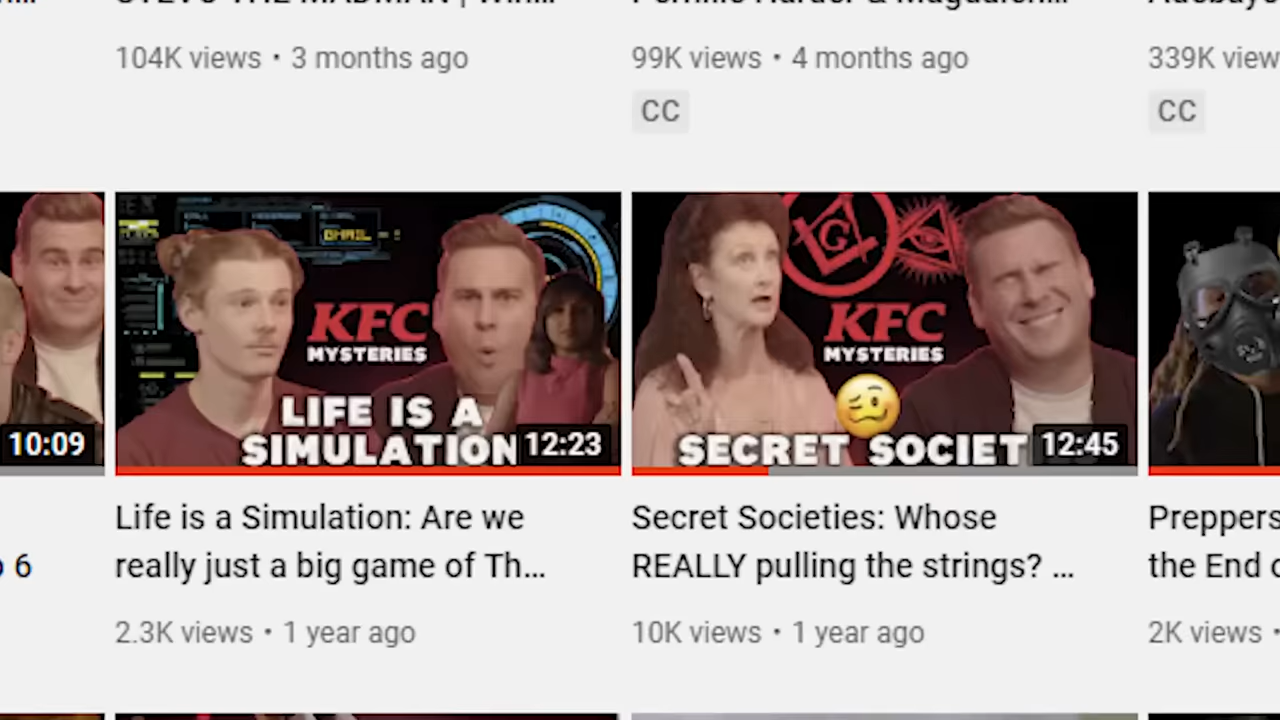 104K views • 3 months ago
99K views • 4 months ago
339K view
CC
CC
GMAIL
G
KFC
MYSTERIES
LIFE IS A
SIMULATION
10:09
12:23
KFC
MYSTERIES
SECRET SOCIET
12:45
Life is a Simulation: Are we
really just a big game of Th...
Secret Societies: Whose
REALLY pulling the strings? ...
Preppers
the End
6
2.3K views • 1 year ago
10K views • 1 year ago
2K views •